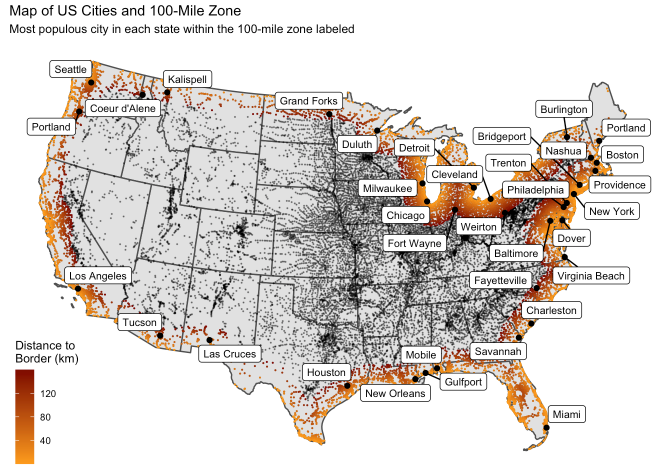 Map of US Cities and 100-Mile Zone
Most populous city in each state within the 100-mile zone labeled
Seattle
Kalispell
Coeur d'Alene
Grand Forks
Burlington
Portland
Duluth
Detroit
Bridgeport
Portland
Nashua
Boston
Trenton
Cleveland
Milwaukee
Philadelphia
Providence
Chicago
New York
Weirton
Fort Wayne
Dover
Baltimore
Los Angeles
Fayetteville
Virginia Beach
Charleston
Tucson
Las Cruces
Mobile
Savannah
Distance to
Border (km)
Houston
Gulfport
New Orleans
120
80
40
Miami